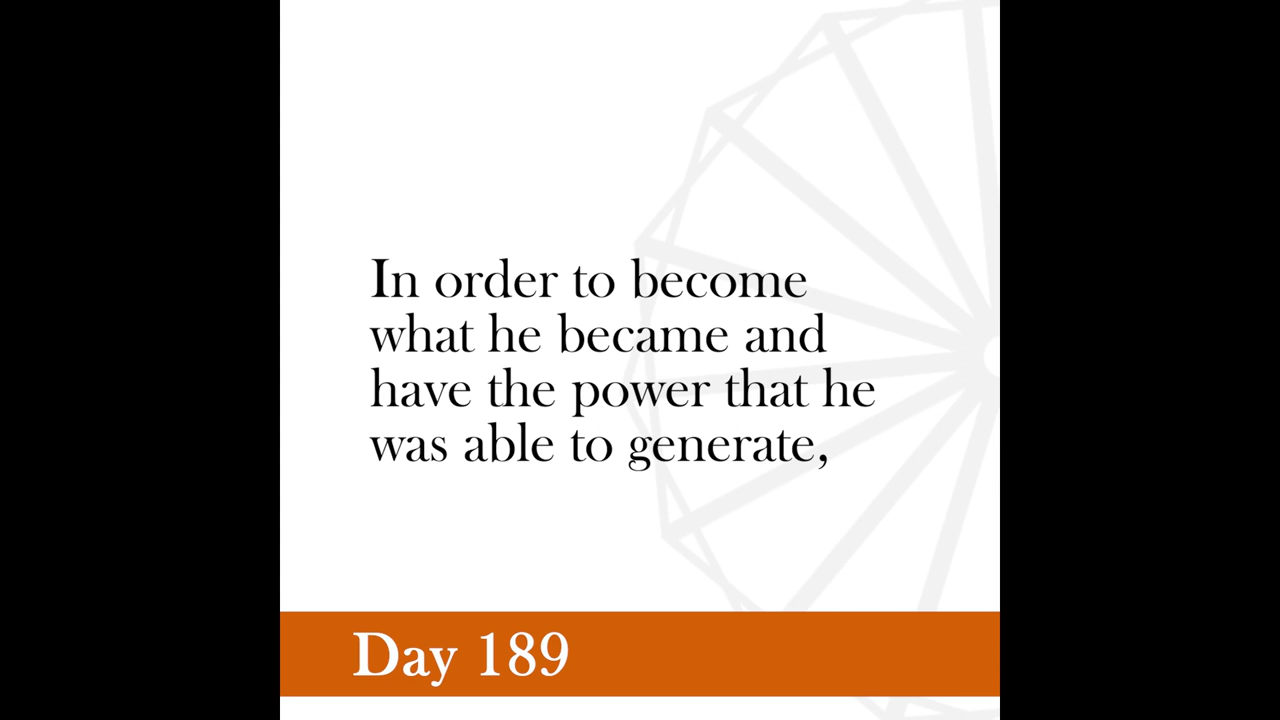 In order to become
what he became and
have the power that he
was able to generate,
Day 189